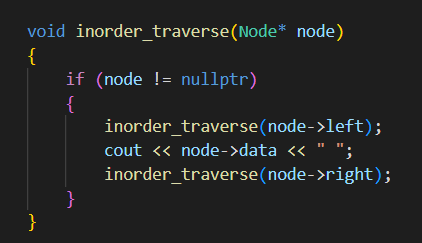 void inorder_traverse(Node* node)
{
    if (node != nullptr)
    {
        inorder_traverse(node->left);
        cout << node->data << " ";
        inorder_traverse(node->right);
    }
}